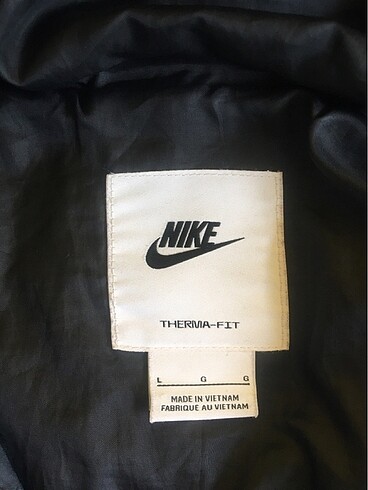 NIKE
THERMA-FIT
L G G
MADE IN VIETNAM
FABRIQUE AU VIETNAM